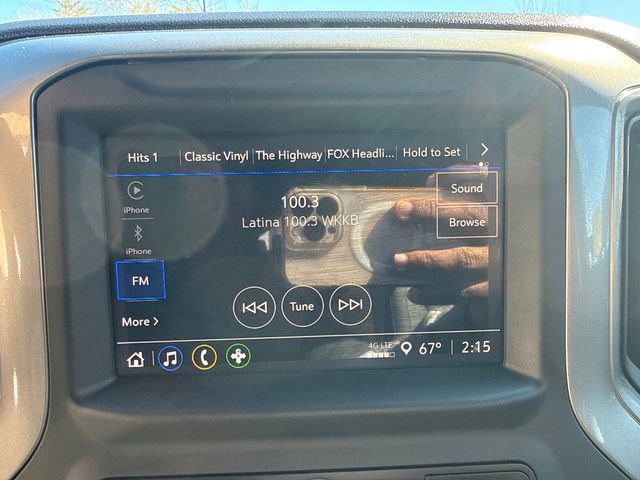 Hits 1 Classic Vinyl The Highway FOX Headli... Hold to Set
iPhone
100.3
Sound
Latina 100.3 WKKB
Browse
iPhone
FM
Tune
More >
4G LTE 67° 2:15